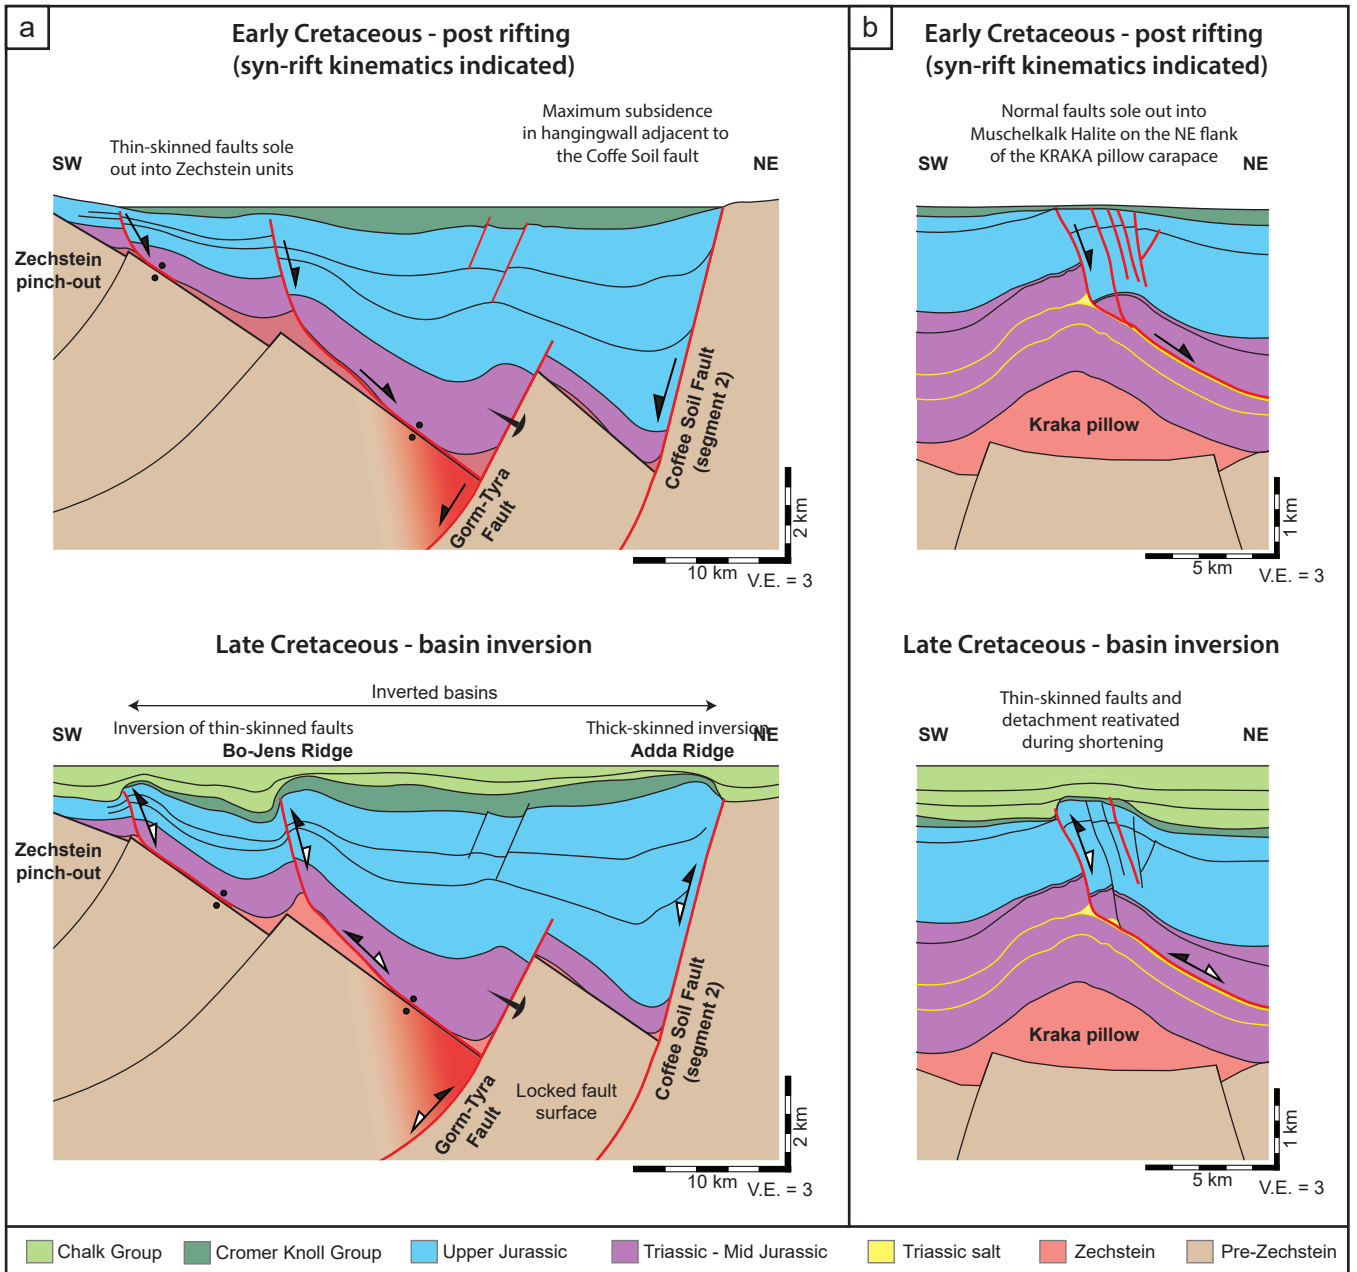 a
Early Cretaceous - post rifting
(syn-rift kinematics indicated)
Maximum subsidence
in hangingwall adjacent to
the Coffe Soil fault
Thin-skinned faults sole
out into Zechstein units
SW
NE
Zechstein
pinch-out
Gorm-Tyra
Fault
Coffee Soil Fault
(segment 2)
2 km
10 km
V.E. = 3
Late Cretaceous - basin inversion
Inverted basins
SW
Inversion of thin-skinned faults
Bo-Jens Ridge
Thick-skinned inversion
Adda Ridge
NE
Zechstein
pinch-out
Gorm-Tyra
Fault
Locked fault
surface
Coffee Soil Fault
(segment 2)
2 km
10 km
V.E. = 3
b
Early Cretaceous - post rifting
(syn-rift kinematics indicated)
Normal faults sole out into
Muschelkalk Halite on the NE flank
of the KRAKA pillow carapace
SW
NE
Kraka pillow
1 km
5 km
V.E. = 3
Late Cretaceous - basin inversion
Thin-skinned faults and
detachment reativated
during shortening
SW
NE
Kraka pillow
1 km
5 km
V.E. = 3
Chalk Group
Cromer Knoll Group
Upper Jurassic
Triassic - Mid Jurassic
Triassic salt
Zechstein
Pre-Zechstein